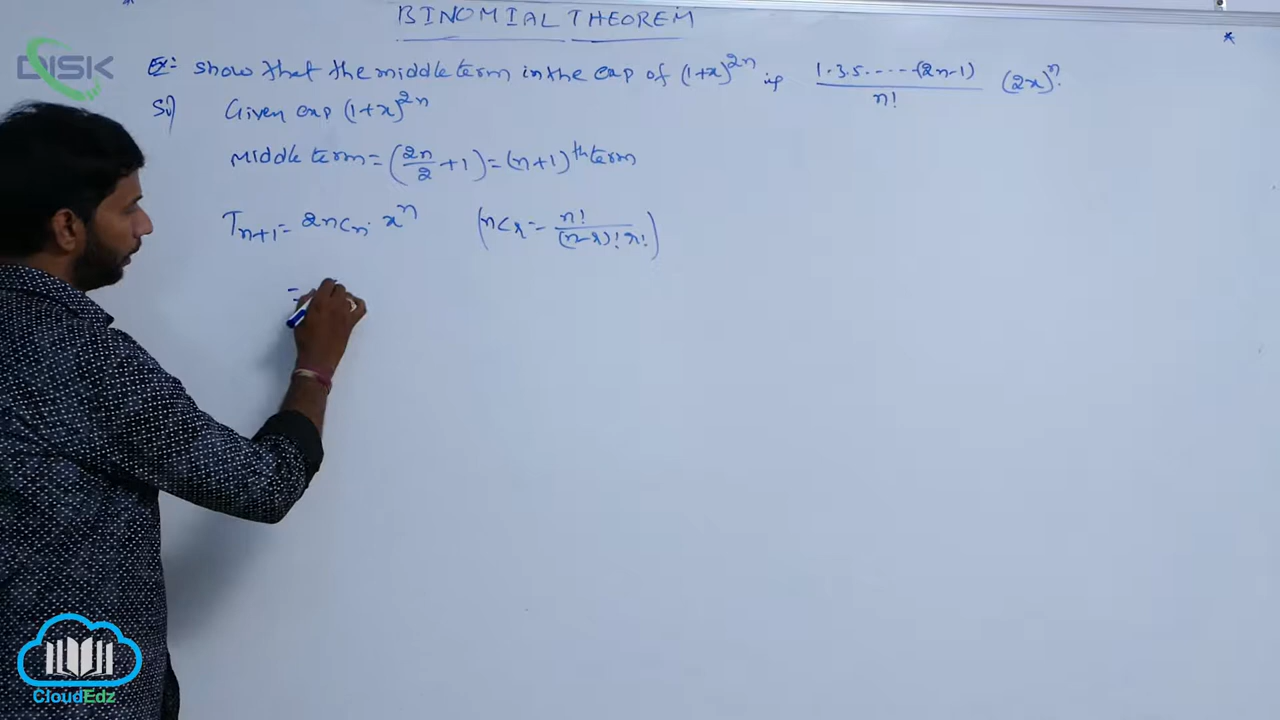 BINOMIAL THEOREM
DISK
Ex:- show that the middle term in the exp of (1+x)^2n is 1.3.5.....(2n-1)/n! (2x)^n?
Sol
Given exp (1+x)^2n
Middle term = (2n/2 +1) = (n+1)^th term
T_n+1 = 2nC_n. x^n (nC_r = n!/(n-r)! r!)
=
CloudEdz